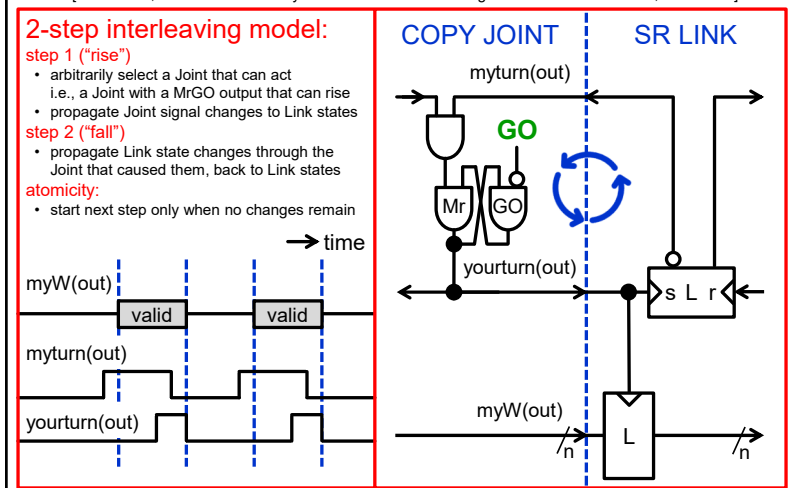 2-step interleaving model:
step 1 ("rise")
• arbitrarily select a Joint that can act
i.e., a Joint with a MrGO output that can rise
• propagate Joint signal changes to Link states
step 2 ("fall")
• propagate Link state changes through the
Joint that caused them, back to Link states
atomicity:
• start next step only when no changes remain
time
myW(out)
valid valid
myturn(out)
yourturn(out)
COPY JOINT SR LINK
myturn(out)
GO
Mr GO
yourturn(out)
s L r
myW(out)
n
L
n